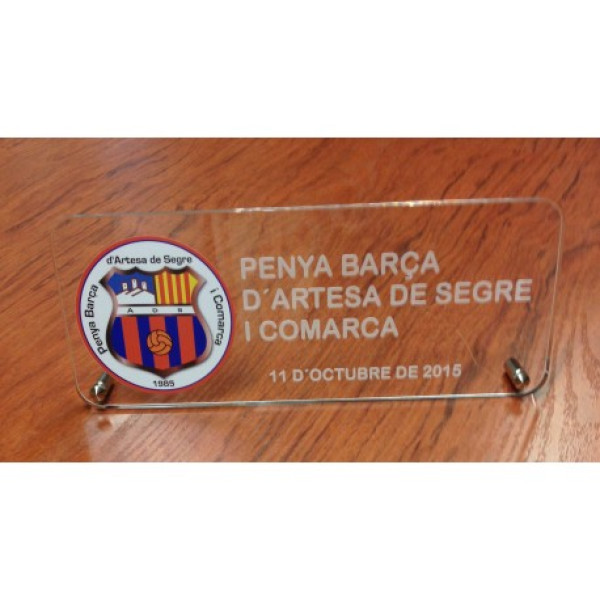 Penya Barça d'Artesa de Segre i Comarca
A D S
1985
PENYA BARÇA
D´ARTESA DE SEGRE
I COMARCA
11 D´OCTUBRE DE 2015